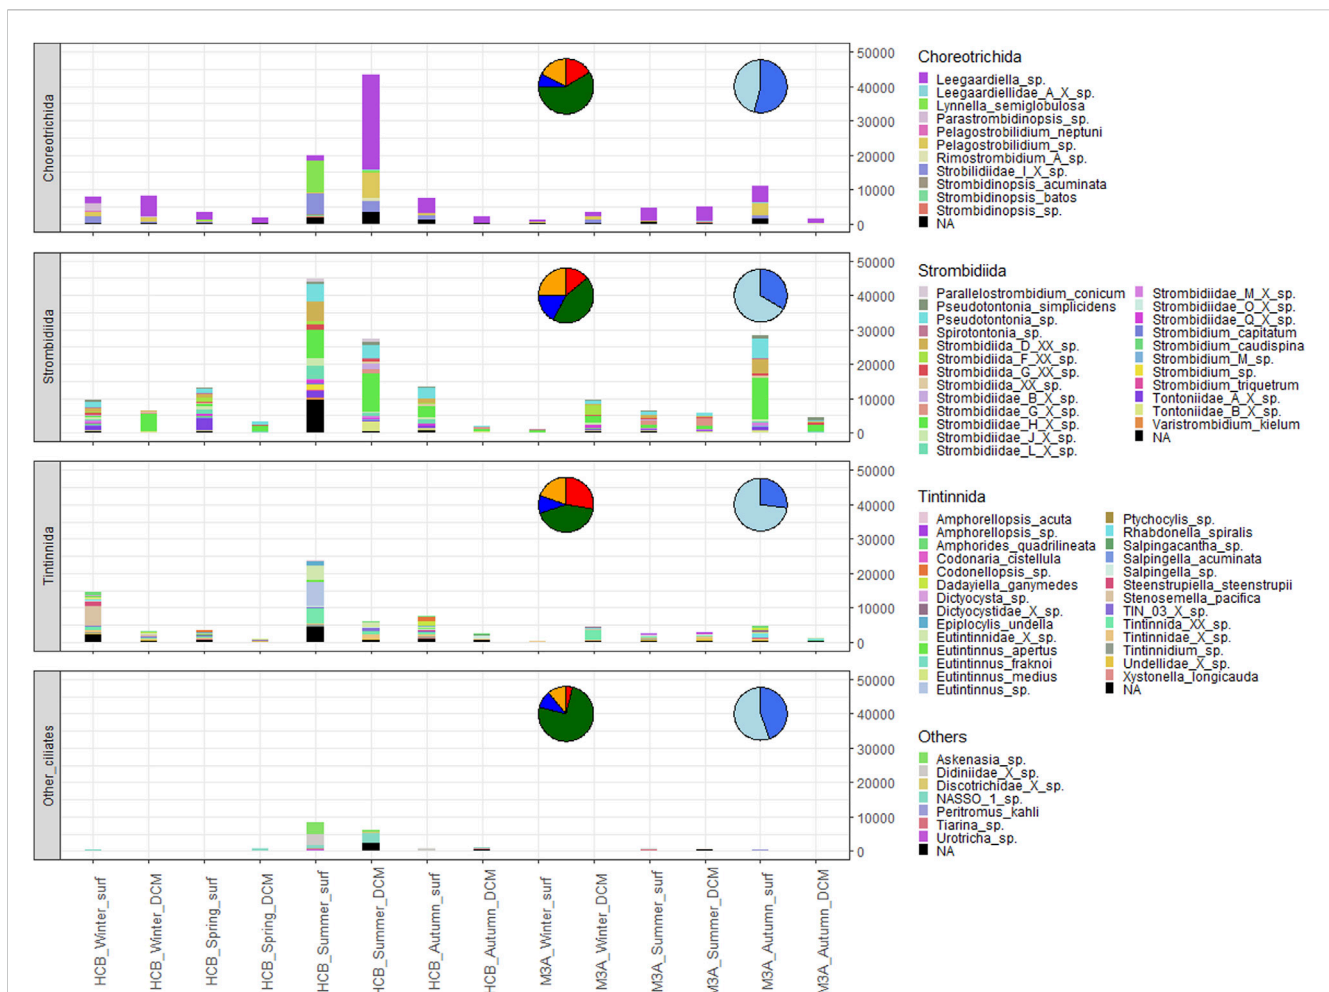 Choreotrichida
50000
40000
30000
20000
10000
0
Choreotrichida
Leegaardiella_sp.
Leegaardiellidae_A_X_sp.
Lynnella_semiglobulosa
Parastrombidinopsis_sp.
Pelagostrobilidium_neptuni
Pelagostrobilidium_sp.
Rimostrombidium_A_sp.
Strobilidiidae_I_X_sp.
Strombidinopsis_acuminata
Strombidinopsis_batos
Strombidinopsis_sp.
NA
Strombidiida
50000
40000
30000
20000
10000
0
Strombidiida
Parallelostrombidium_conicum
Pseudotontonia_simplicidens
Pseudotontonia_sp.
Spirotontonia_sp.
Strombidiida_D_XX_sp.
Strombidiida_F_XX_sp.
Strombidiida_G_XX_sp.
Strombidiida_XX_sp.
Strombidiidae_B_X_sp.
Strombidiidae_G_X_sp.
Strombidiidae_H_X_sp.
Strombidiidae_J_X_sp.
Strombidiidae_L_X_sp.
Strombidiidae_M_X_sp.
Strombidiidae_O_X_sp.
Strombidiidae_Q_X_sp.
Strombidium_capitatum
Strombidium_caudispina
Strombidium_M_sp.
Strombidium_sp.
Strombidium_triquetrum
Tontoniidae_A_X_sp.
Tontoniidae_B_X_sp.
Varistrombidium_kielum
NA
Tintinnida
50000
40000
30000
20000
10000
0
Tintinnida
Amphorellopsis_acuta
Amphorellopsis_sp.
Amphorides_quadrilineata
Codonaria_cistellula
Codonellopsis_sp.
Dadayiella_ganymedes
Dictyocysta_sp.
Dictyocystidae_X_sp.
Epiplocylis_undella
Eutintinnidae_X_sp.
Eutintinnus_apertus
Eutintinnus_fraknoi
Eutintinnus_medius
Eutintinnus_sp.
Ptychocylis_sp.
Rhabdonella_spiralis
Salpingacantha_sp.
Salpingella_acuminata
Salpingella_sp.
Steenstrupiella_steenstrupii
Stenosemella_pacifica
TIN_03_X_sp.
Tintinnida_XX_sp.
Tintinnidae_X_sp.
Tintinnidium_sp.
Undellidae_X_sp.
Xystonella_longicauda
NA
Other_ciliates
50000
40000
30000
20000
10000
0
Others
Askenasia_sp.
Didiniidae_X_sp.
Discotrichidae_X_sp.
NASSO_1_sp.
Peritromus_kahli
Tiarina_sp.
Urotricha_sp.
NA
HCB_Winter_surf
HCB_Winter_DCM
HCB_Spring_surf
HCB_Spring_DCM
HCB_Summer_surf
HCB_Summer_DCM
HCB_Autumn_surf
HCB_Autumn_DCM
M3A_Winter_surf
M3A_Winter_DCM
M3A_Summer_surf
M3A_Summer_DCM
M3A_Autumn_surf
M3A_Autumn_DCM